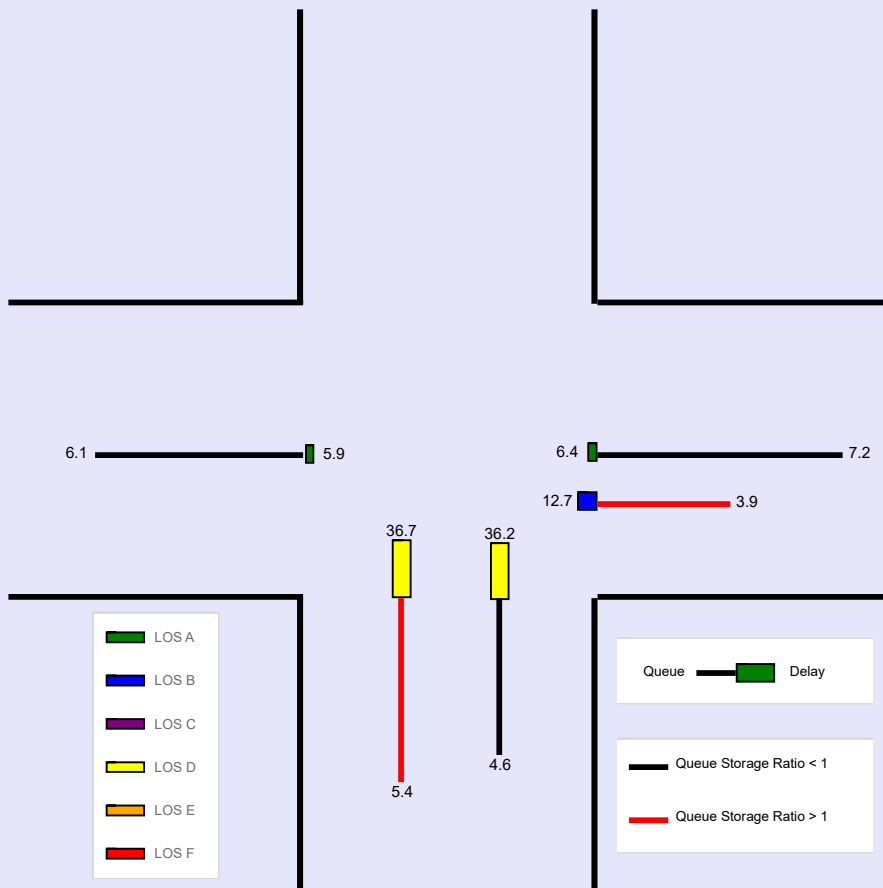 6.1
5.9
6.4
7.2
12.7
3.9
36.7
36.2
4.6
5.4
LOS A
LOS B
LOS C
LOS D
LOS E
LOS F
Queue
Delay
Queue Storage Ratio < 1
Queue Storage Ratio > 1